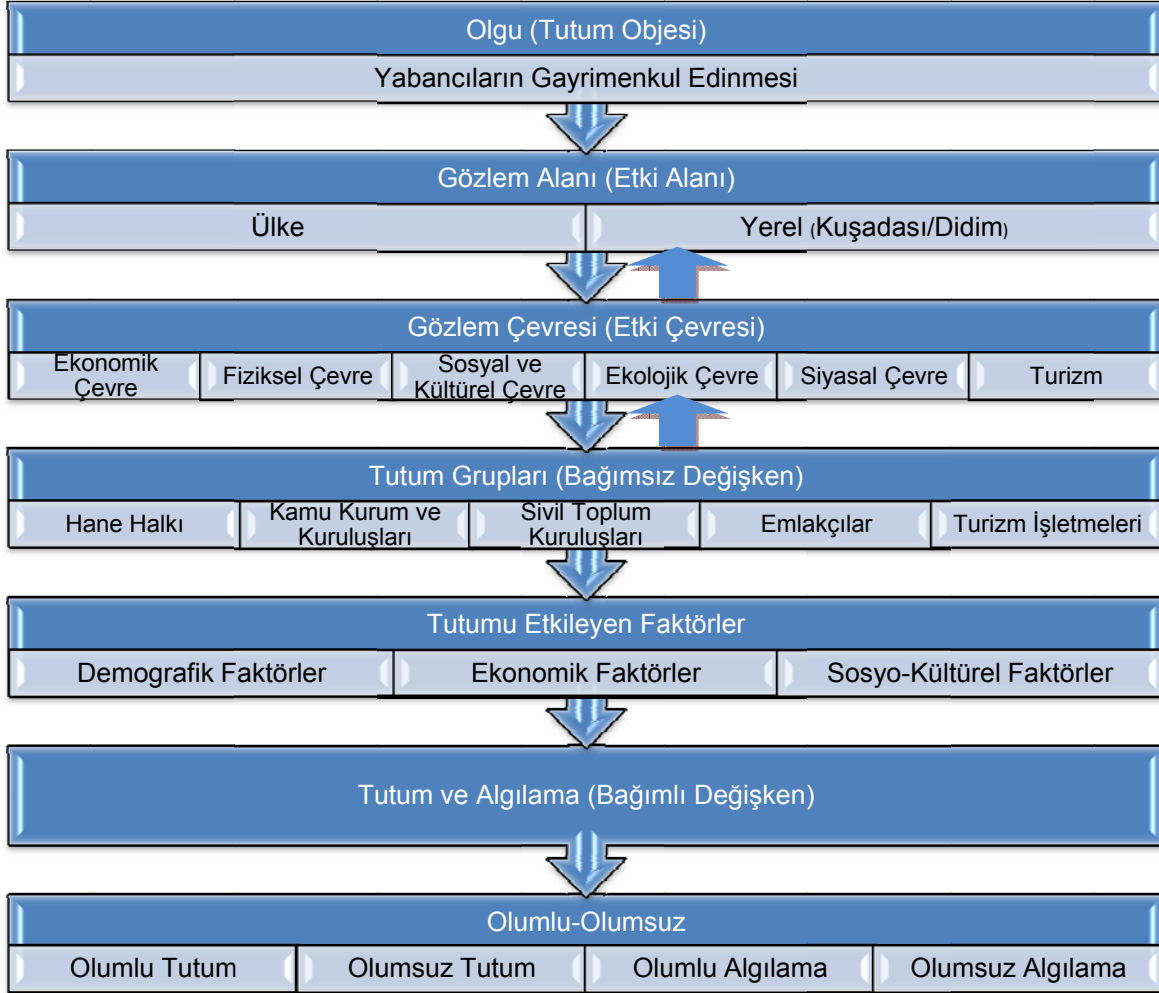 Olgu (Tutum Objesi)
Yabancıların Gayrimenkul Edinmesi
Gözlem Alanı (Etki Alanı)
Ülke
Yerel (Kuşadası/Didim)
Gözlem Çevresi (Etki Çevresi)
Ekonomik
Çevre
Fiziksel Çevre
Sosyal ve
Kültürel Çevre
Ekolojik Çevre
Siyasal Çevre
Turizm
Tutum Grupları (Bağımsız Değişken)
Hane Halkı
Kamu Kurum ve
Kuruluşları
Sivil Toplum
Kuruluşları
Emlakçılar
Turizm İşletmeleri
Tutumu Etkileyen Faktörler
Demografik Faktörler
Ekonomik Faktörler
Sosyo-Kültürel Faktörler
Tutum ve Algılama (Bağımlı Değişken)
Olumlu-Olumsuz
Olumlu Tutum
Olumsuz Tutum
Olumlu Algılama
Olumsuz Algılama